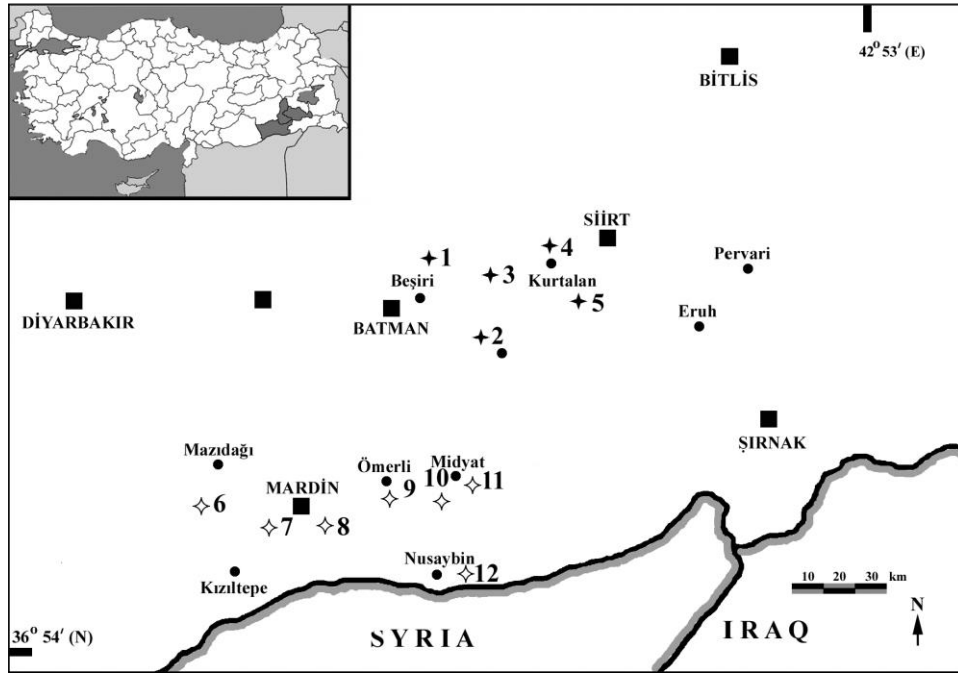 42° 53′ (E)
BİTLİS
SİİRT
1
4
Pervari
3
Kurtalan
Beşiri
5
DİYARBAKIR
BATMAN
Eruh
2
ŞIRNAK
Mazıdağı
Ömerli
Midyat
10
11
9
MARDİN
6
7
8
Nusaybin
12
Kızıltepe
10 20 30 km
N
36° 54′ (N)
SYRIA
IRAQ